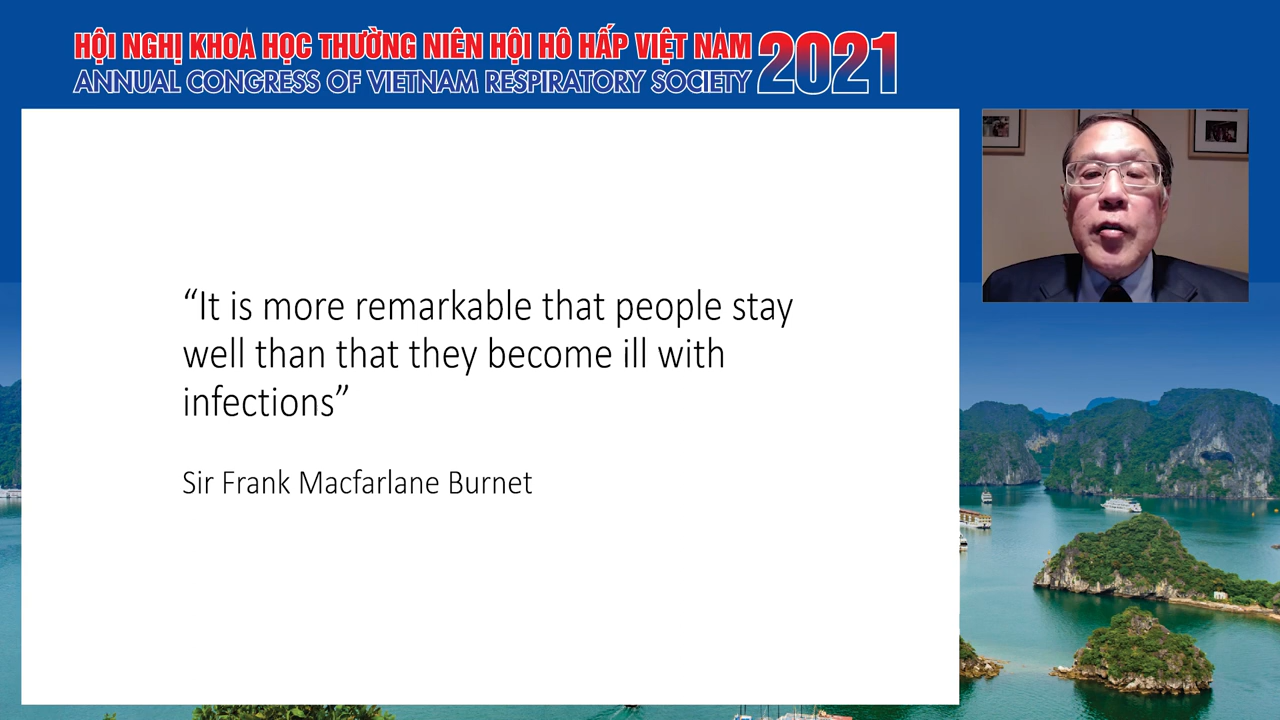 HỘI NGHỊ KHOA HỌC THƯỜNG NIÊN HỘI HÔ HẤP VIỆT NAM 2021
ANNUAL CONGRESS OF VIETNAM RESPIRATORY SOCIETY
“It is more remarkable that people stay
well than that they become ill with
infections”
Sir Frank Macfarlane Burnet